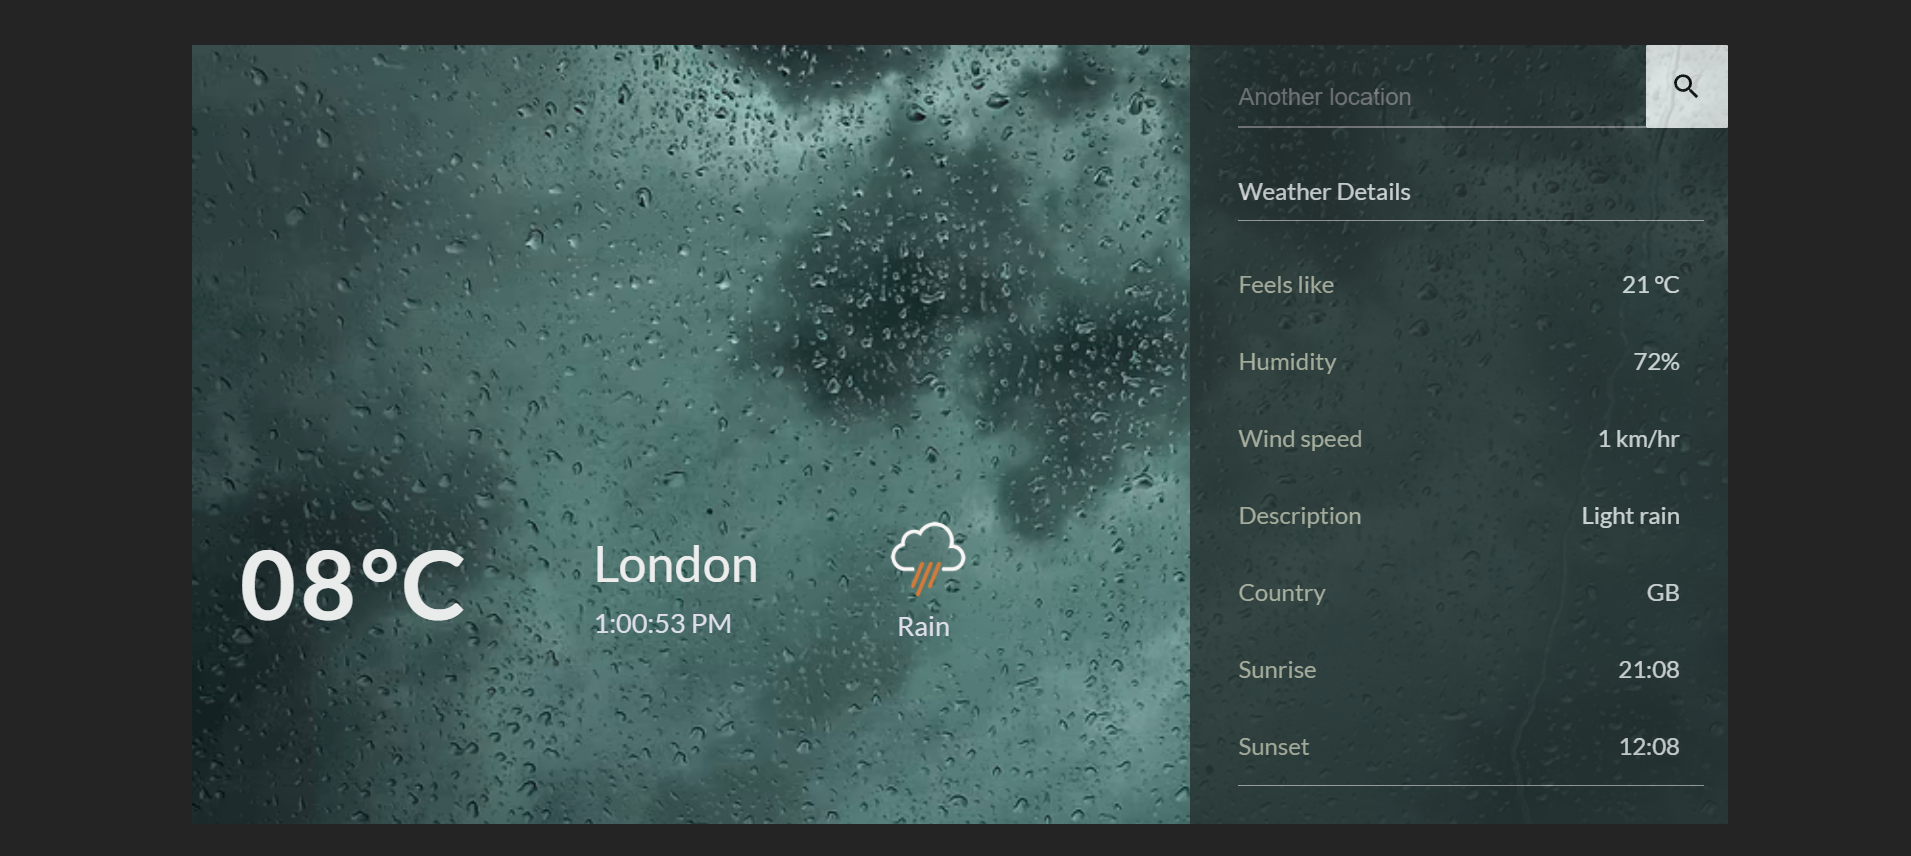 Another location
Weather Details
Feels like 21 °C
Humidity 72%
Wind speed 1 km/hr
Description Light rain
Country GB
Sunrise 21:08
Sunset 12:08
08°C
London
1:00:53 PM
Rain